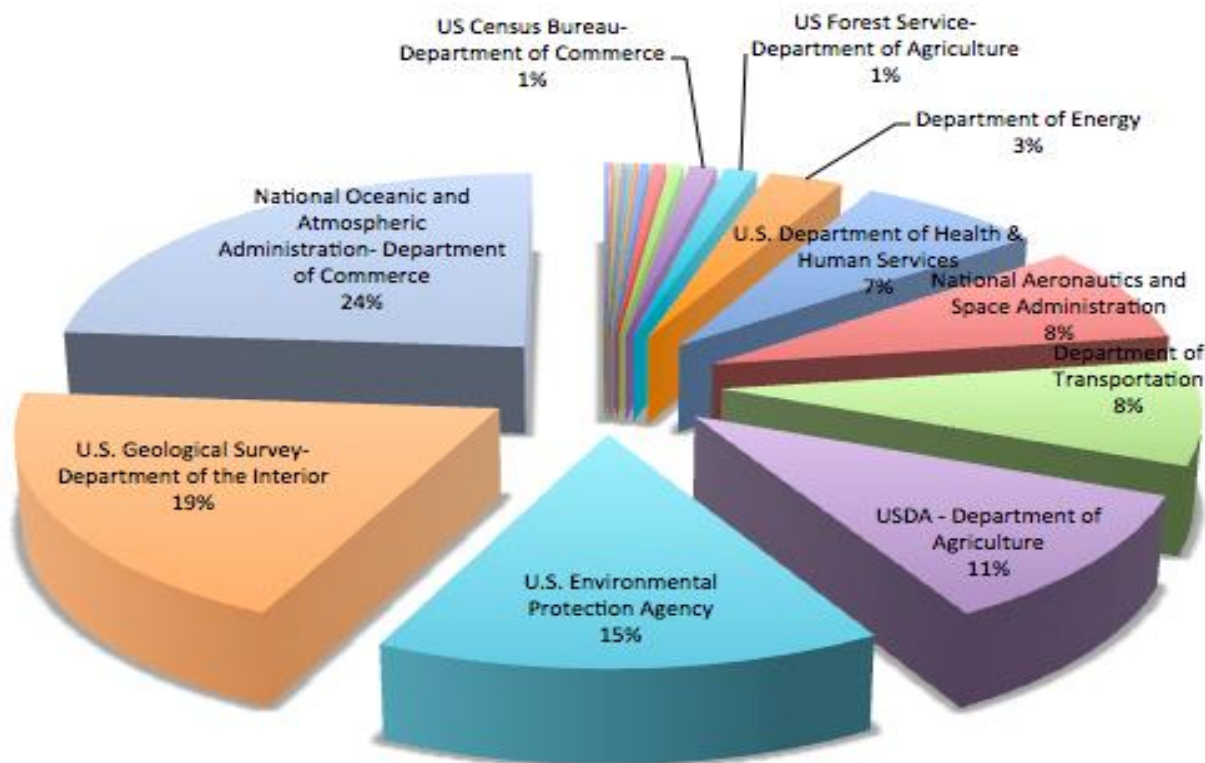 US Census Bureau-
Department of Commerce
1%
US Forest Service-
Department of Agriculture
1%
Department of Energy
3%
U.S. Department of Health &
Human Services
7%
National Aeronautics and
Space Administration
8%
Department of
Transportation
8%
USDA - Department of
Agriculture
11%
U.S. Environmental
Protection Agency
15%
U.S. Geological Survey-
Department of the Interior
19%
National Oceanic and
Atmospheric
Administration- Department
of Commerce
24%